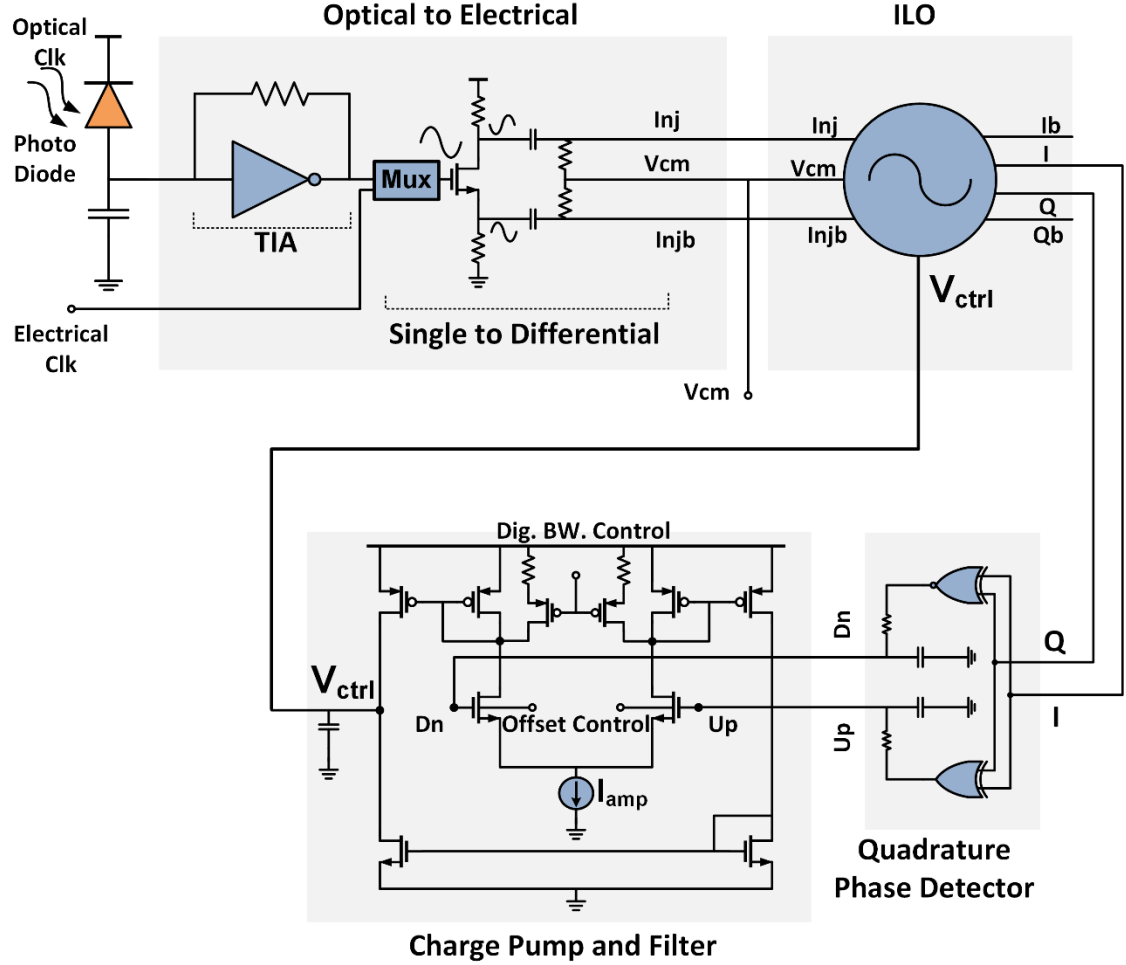 Optical to Electrical
ILO
Optical
Clk
Photo
Diode
TIA
Mux
Electrical
Clk
Single to Differential
Inj
Vcm
Injb
Inj
Vcm
Injb
Ib
I
Q
Qb
Vctrl
Vcm
Dig. BW. Control
Vctrl
Dn
Offset Control
Up
Iamp
Dn
Up
Q
I
Quadrature
Phase Detector
Charge Pump and Filter